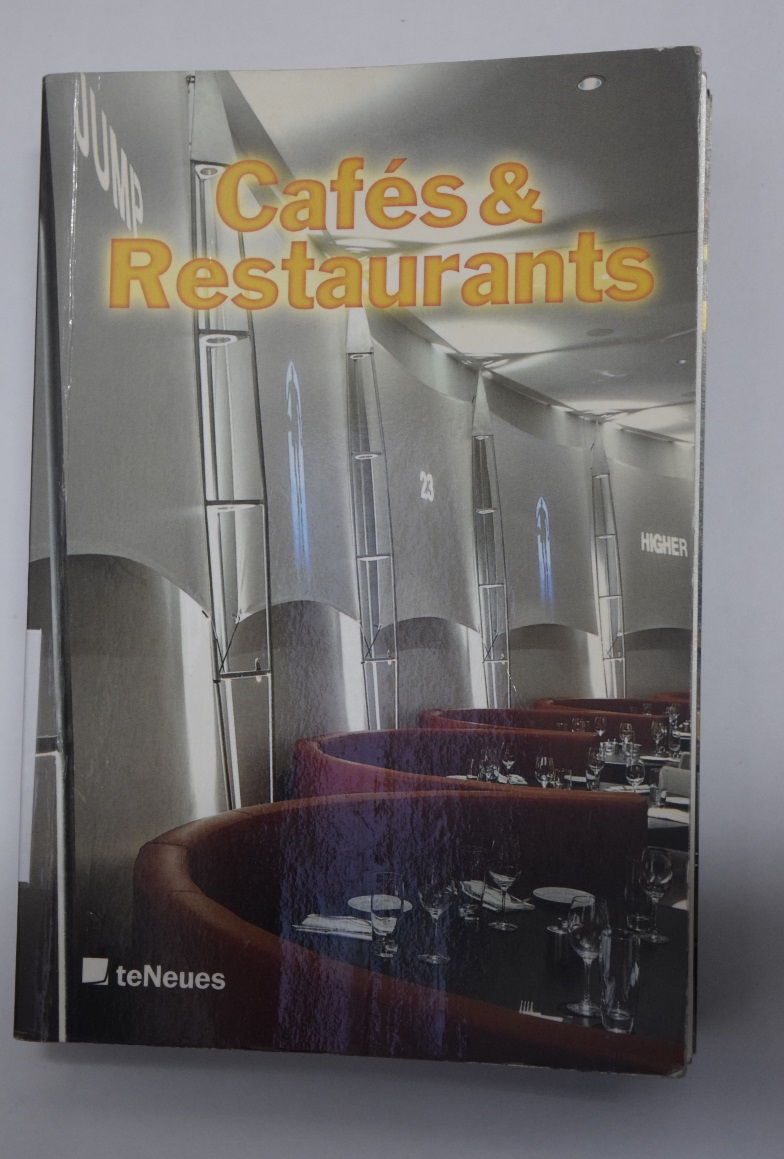 JUMP
Cafés &
Restaurants
23
HIGHER
teNeues